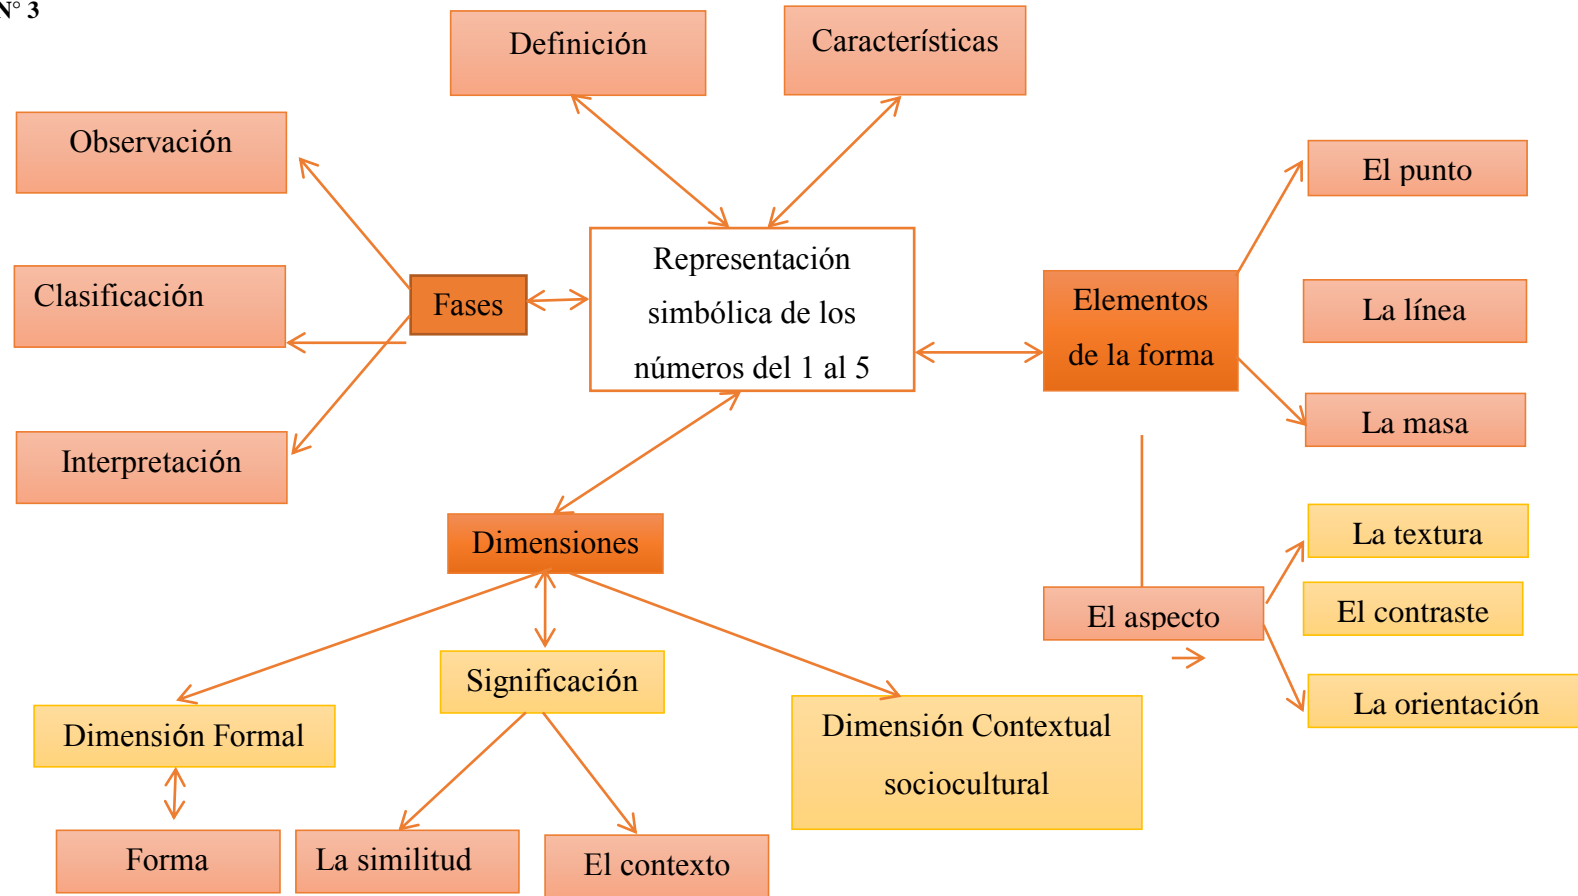 N° 3
Definición
Características
Observación
El punto
Representación
simbólica de los
números del 1 al 5
Clasificación
Fases
Elementos
de la forma
La línea
La masa
Interpretación
Dimensiones
La textura
El aspecto
El contraste
Significación
La orientación
Dimensión Formal
Dimensión Contextual
sociocultural
Forma
La similitud
El contexto